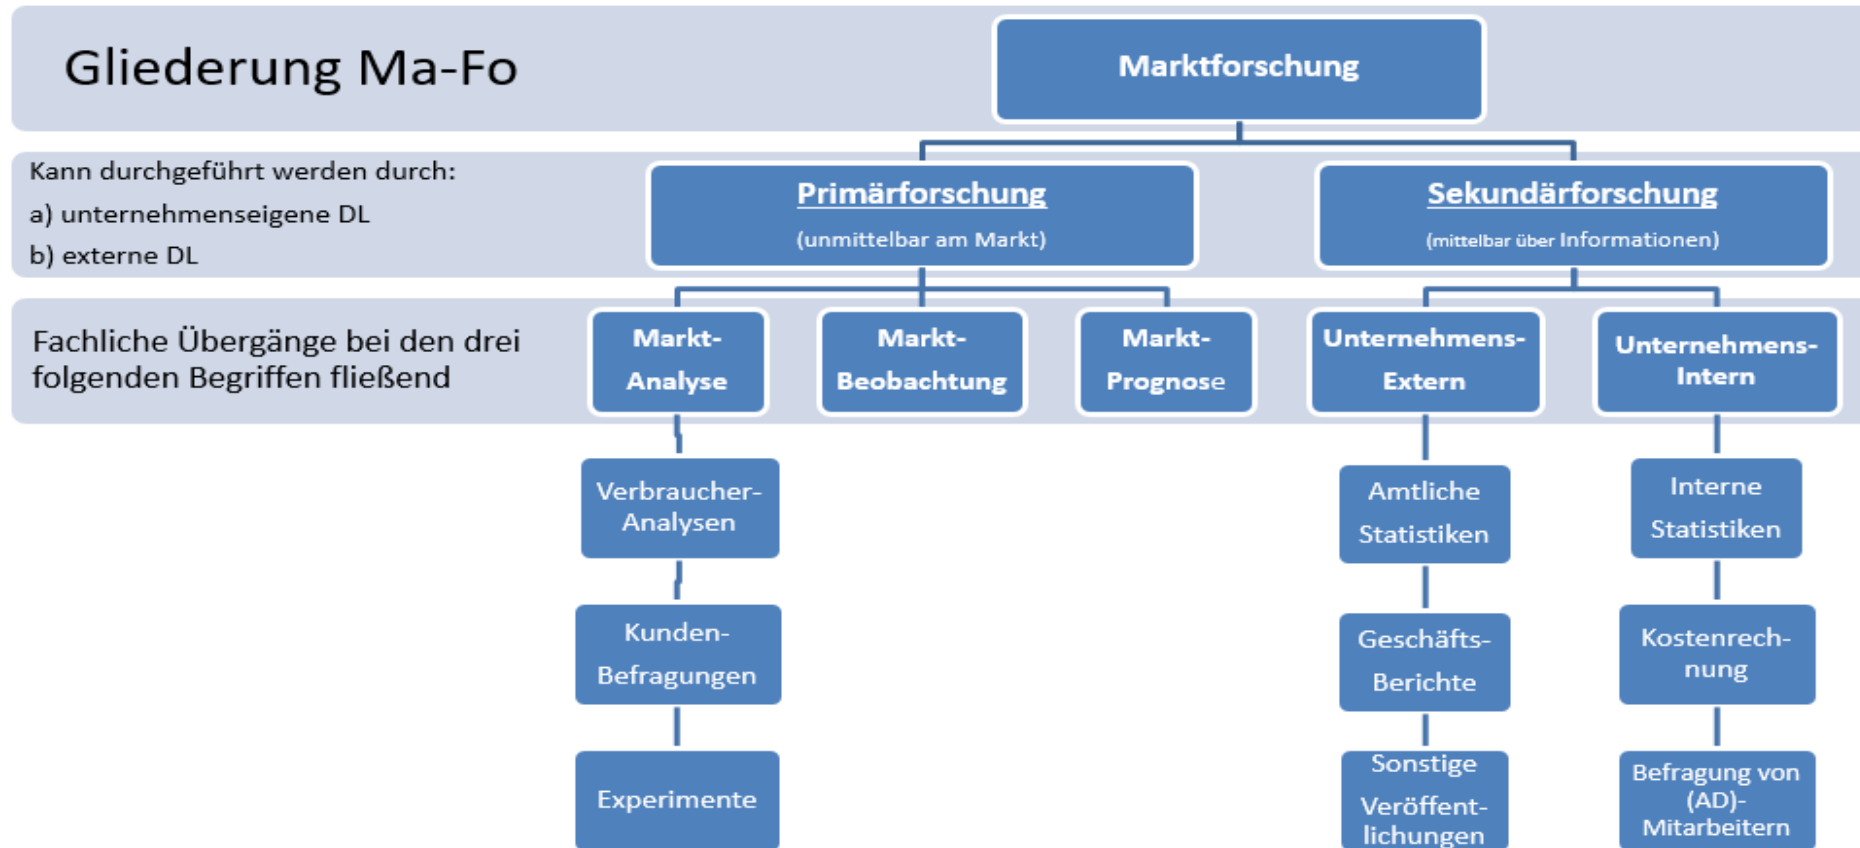 Gliederung Ma-Fo
Marktforschung
Kann durchgeführt werden durch:
a) unternehmenseigene DL
b) externe DL
Primärforschung
(unmittelbar am Markt)
Sekundärforschung
(mittelbar über Informationen)
Fachliche Übergänge bei den drei
folgenden Begriffen fließend
Markt-
Analyse
Markt-
Beobachtung
Markt-
Prognose
Unternehmens-
Extern
Unternehmens-
Intern
Verbraucher-
Analysen
Kunden-
Befragungen
Experimente
Amtliche
Statistiken
Geschäfts-
Berichte
Sonstige
Veröffent-
lichungen
Interne
Statistiken
Kostenrech-
nung
Befragung von
(AD)-
Mitarbeitern